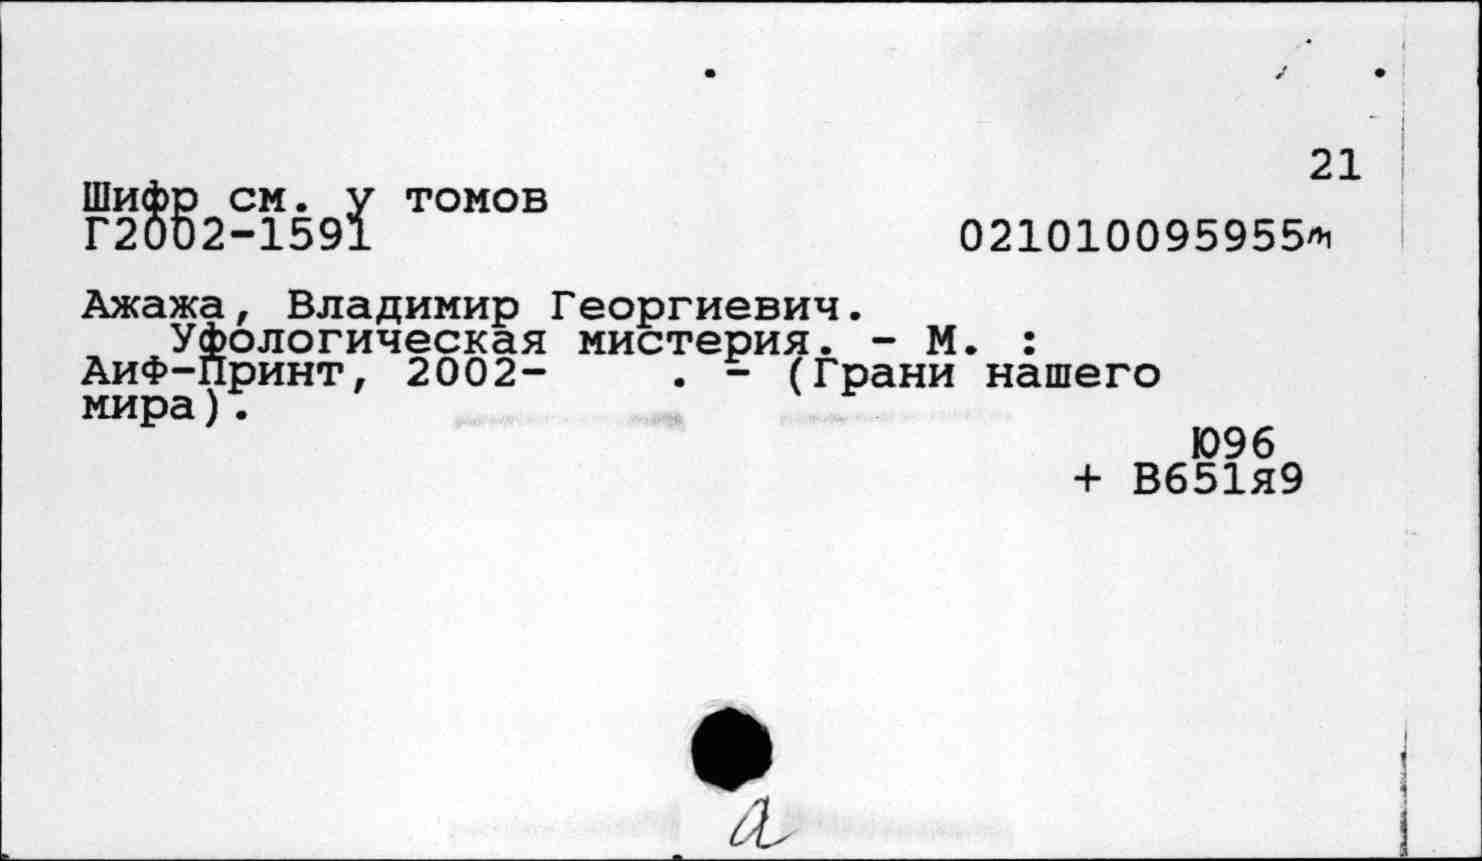 21
Шифр см. у томов
Г2002-1591 021010095955м
Ажажа, Владимир Георгиевич.
Уфологическая мистерия. - М. :
Аиф-Принт, 2002- . - (Грани нашего
мира).
Ю96
+ В651я9
а